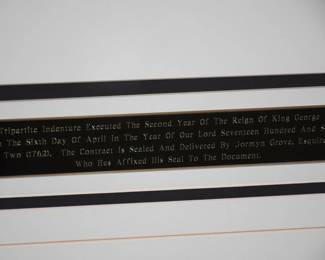 Tripartite Indenture Executed The Second Year Of The Reign Of King George
The Sixth Day Of April In The Year Of Our Lord Seventeen Hundred And
Two (1762). The Contract Is Sealed And Delivered By Jormyn Grove, Esquire
Who Has Affixed His Seal To The Document.